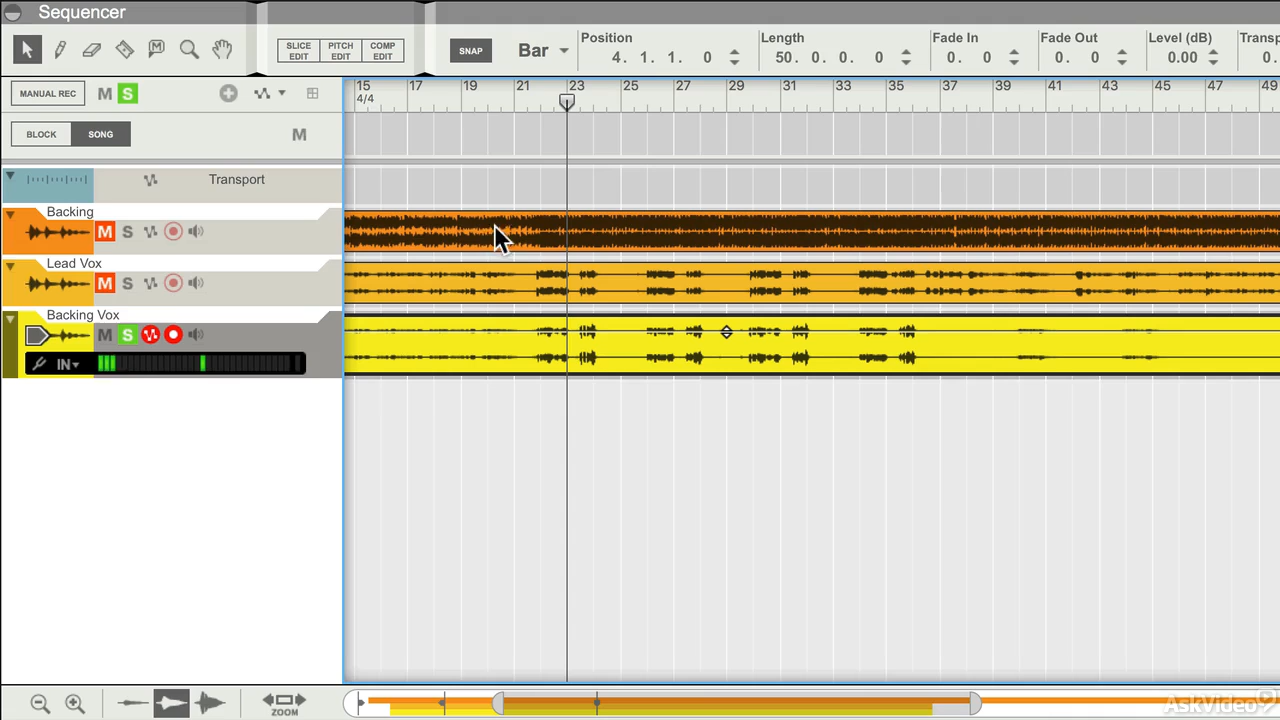 Sequencer
SLICE EDIT
PITCH EDIT
COMP EDIT
SNAP
Bar
Position
4. 1. 1. 0
Length
50. 0. 0. 0
Fade In
0. 0
Fade Out
0. 0
Level (dB)
0.00
Transp
0.
MANUAL REC
M S
15 17 19 21 23 25 27 29 31 33 35 37 39 41 43 45 47 49
4/4
BLOCK
SONG
M
Transport
Backing
M S
Lead Vox
M S
Backing Vox
M S
IN
ZOOM
AskVideo